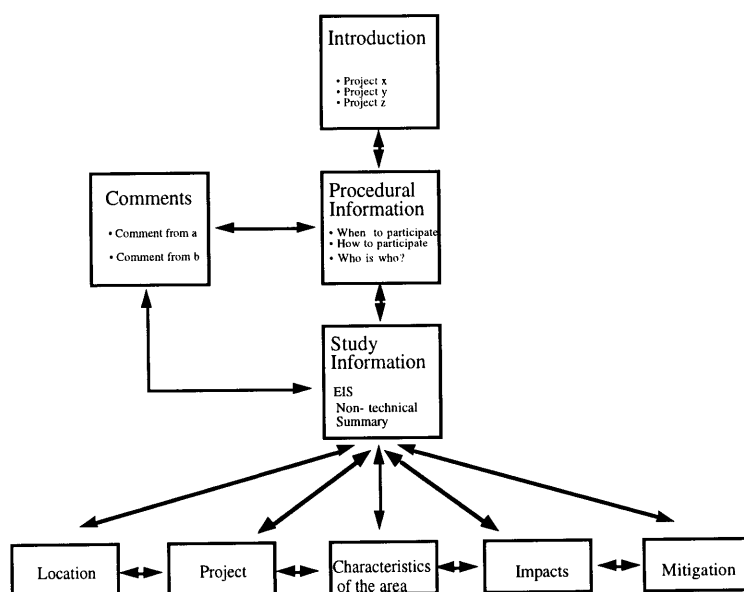 Introduction
• Project x
• Project y
• Project z
Comments
• Comment from a
• Comment from b
Procedural
Information
• When to participate
• How to participate
• Who is who?
Study
Information
EIS
Non- technical
Summary
Location
Project
Characteristics
of the area
Impacts
Mitigation